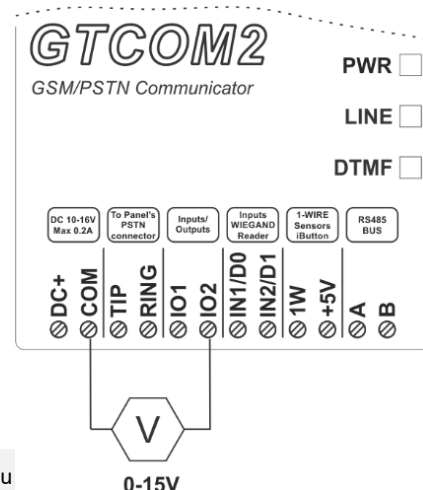 GTCOM2
GSM/PSTN Communicator
PWR
LINE
DTMF
DC 10-16V
Max 0.2A
To Panel's
PSTN
connector
Inputs/
Outputs
Inputs
WIEGAND
Reader
1-WIRE
Sensors
iButton
RS485
BUS
DC+
COM
TIP
RING
IO1
IO2
IN1/D0
IN2/D1
1W
+5V
A
B
V
u
0-15V